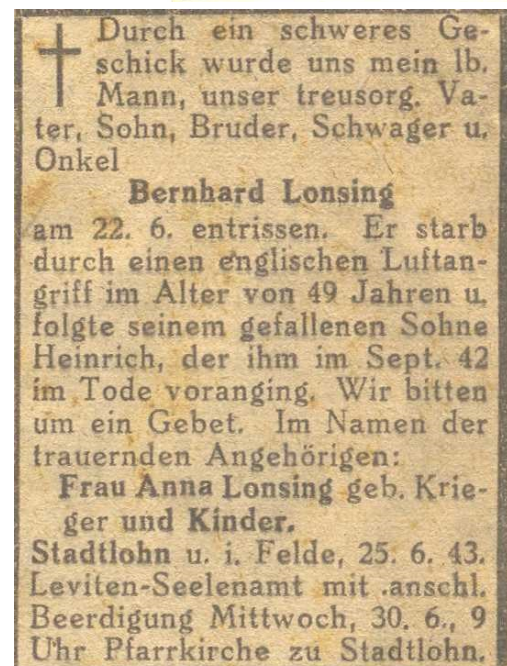 Durch ein schweres Ge-
schick wurde uns mein lb.
Mann, unser treusorg. Va-
ter, Sohn, Bruder, Schwager u.
Onkel
Bernhard Lonsing
am 22. 6. entrissen. Er starb
durch einen englischen Luftan-
griff im Alter von 49 Jahren u.
folgte seinem gefallenen Sohne
Heinrich, der ihm im Sept. 42
im Tode voranging. Wir bitten
um ein Gebet. Im Namen der
trauernden Angehörigen:
Frau Anna Lonsing geb. Krie-
ger und Kinder.
Stadtlohn u. i. Felde, 25. 6. 43.
Leviten-Seelenamt mit anschl.
Beerdigung Mittwoch, 30. 6., 9
Uhr Pfarrkirche zu Stadtlohn.